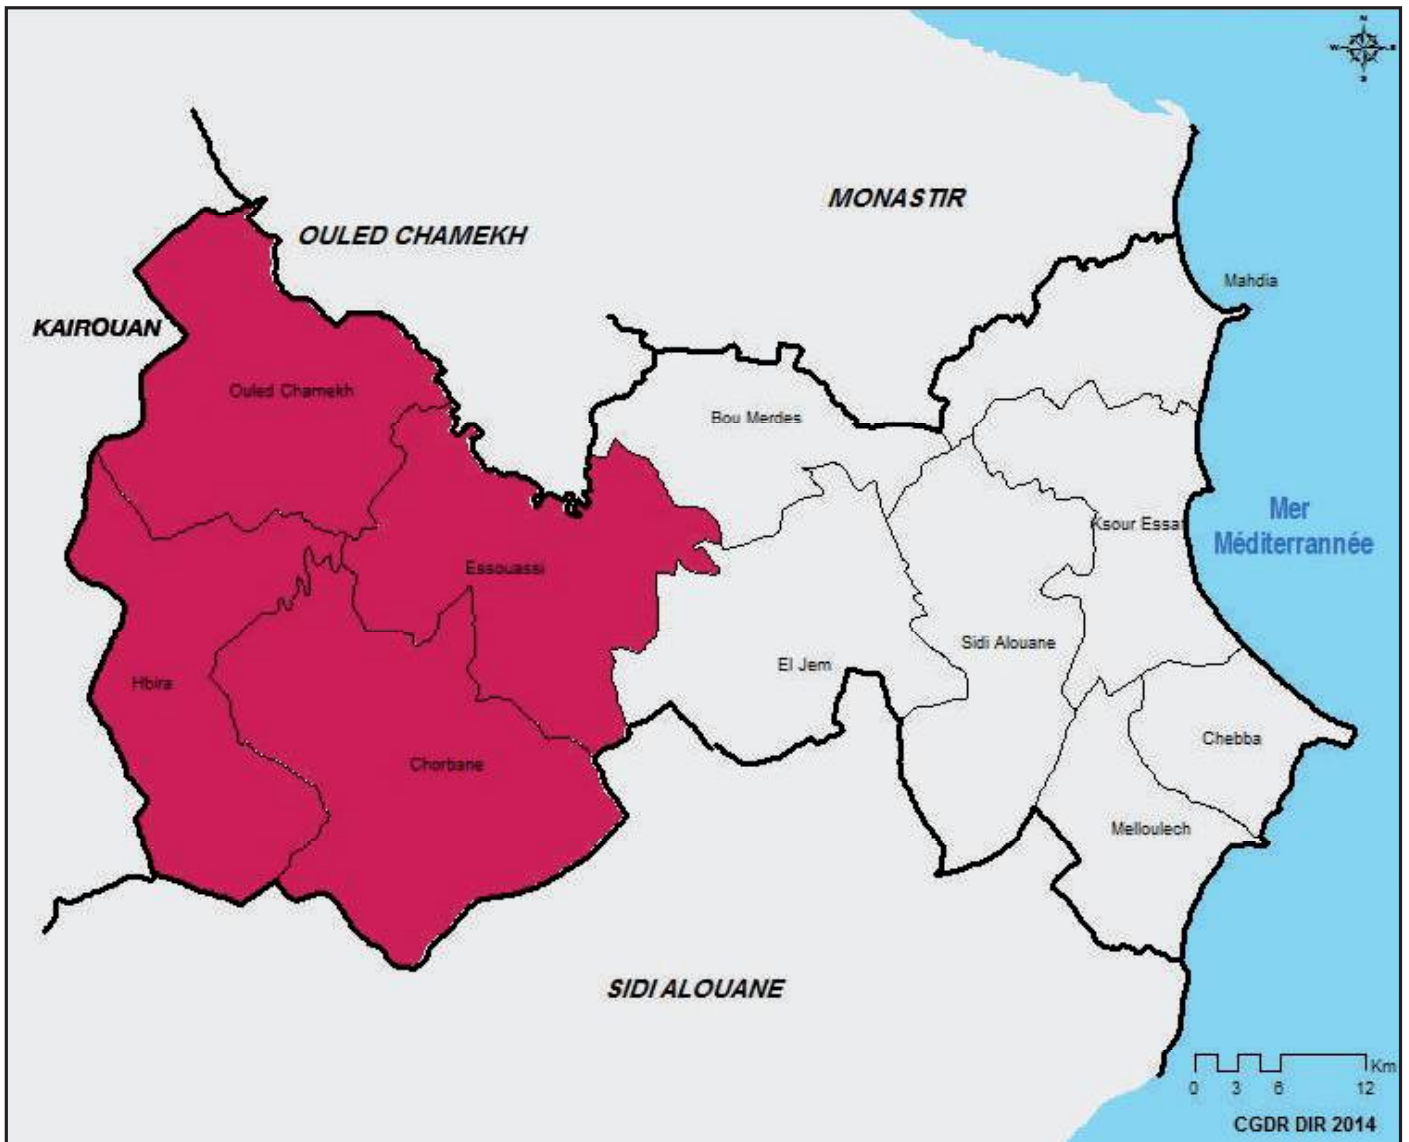 N
W E
S
MONASTIR
OULED CHAMEKH
Mahdia
KAIROUAN
Ouled Chamekh
Bou Merdes
Mer
Méditerrannée
Ksour Essaf
Essouassi
Sidi Alouane
El Jem
Hbira
Chebba
Chorbane
Melloulech
SIDI ALOUANE
Km
0 3 6 12
CGDR DIR 2014